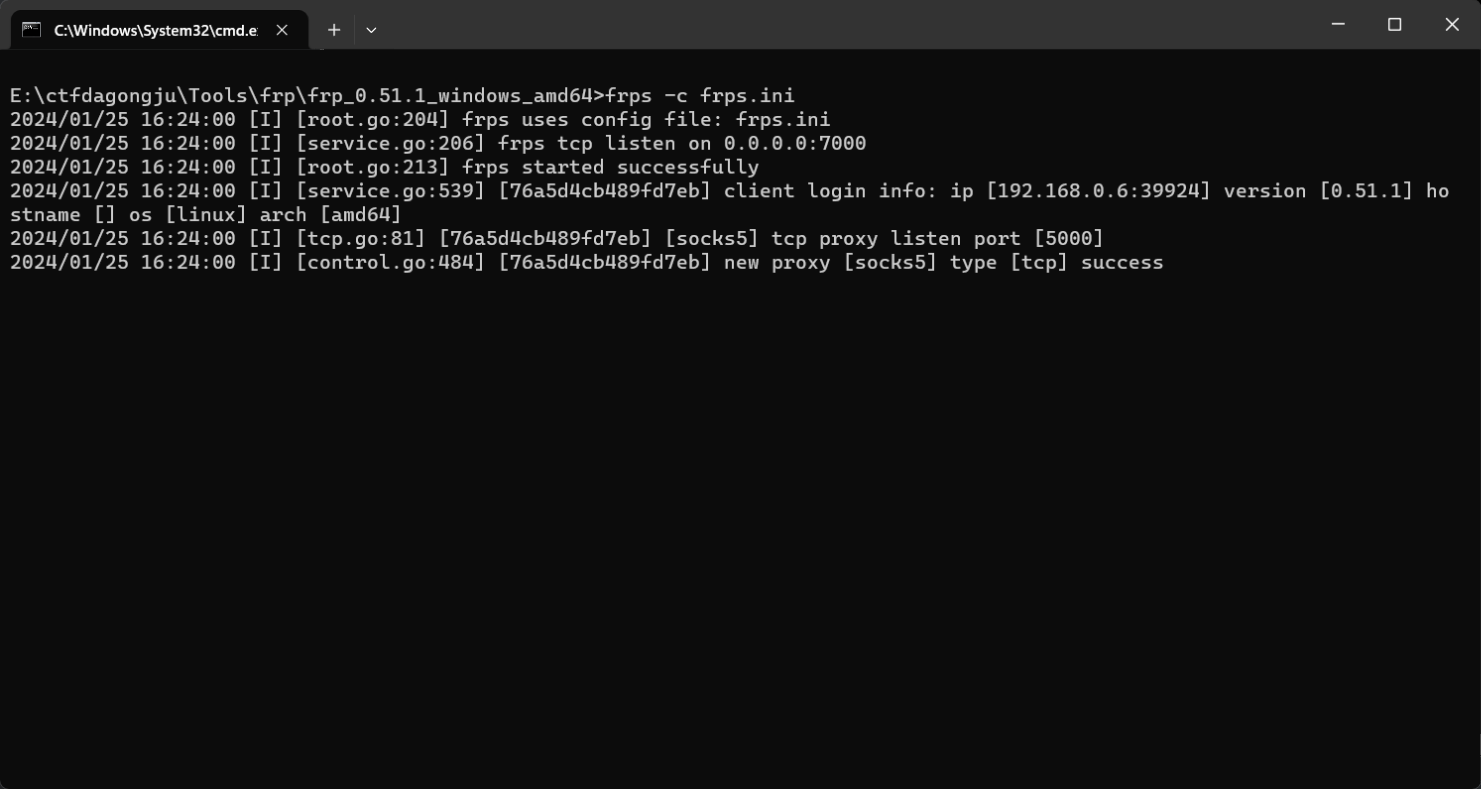 C:\Windows\System32\cmd.e
E:\ctfdagongju\Tools\frp\frp_0.51.1_windows_amd64>frps -c frps.ini
2024/01/25 16:24:00 [I] [root.go:204] frps uses config file: frps.ini
2024/01/25 16:24:00 [I] [service.go:206] frps tcp listen on 0.0.0.0:7000
2024/01/25 16:24:00 [I] [root.go:213] frps started successfully
2024/01/25 16:24:00 [I] [service.go:539] [76a5d4cb489fd7eb] client login info: ip [192.168.0.6:39924] version [0.51.1] ho
stname [] os [linux] arch [amd64]
2024/01/25 16:24:00 [I] [tcp.go:81] [76a5d4cb489fd7eb] [socks5] tcp proxy listen port [5000]
2024/01/25 16:24:00 [I] [control.go:484] [76a5d4cb489fd7eb] new proxy [socks5] type [tcp] success